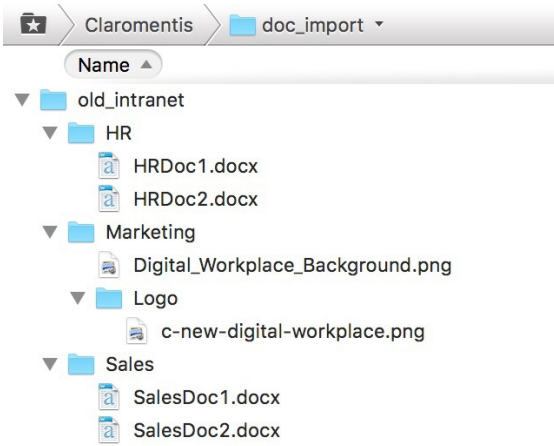 Claromentis doc_import
Name
old_intranet
HR
HRDoc1.docx
HRDoc2.docx
Marketing
Digital_Workplace_Background.png
Logo
c-new-digital-workplace.png
Sales
SalesDoc1.docx
SalesDoc2.docx